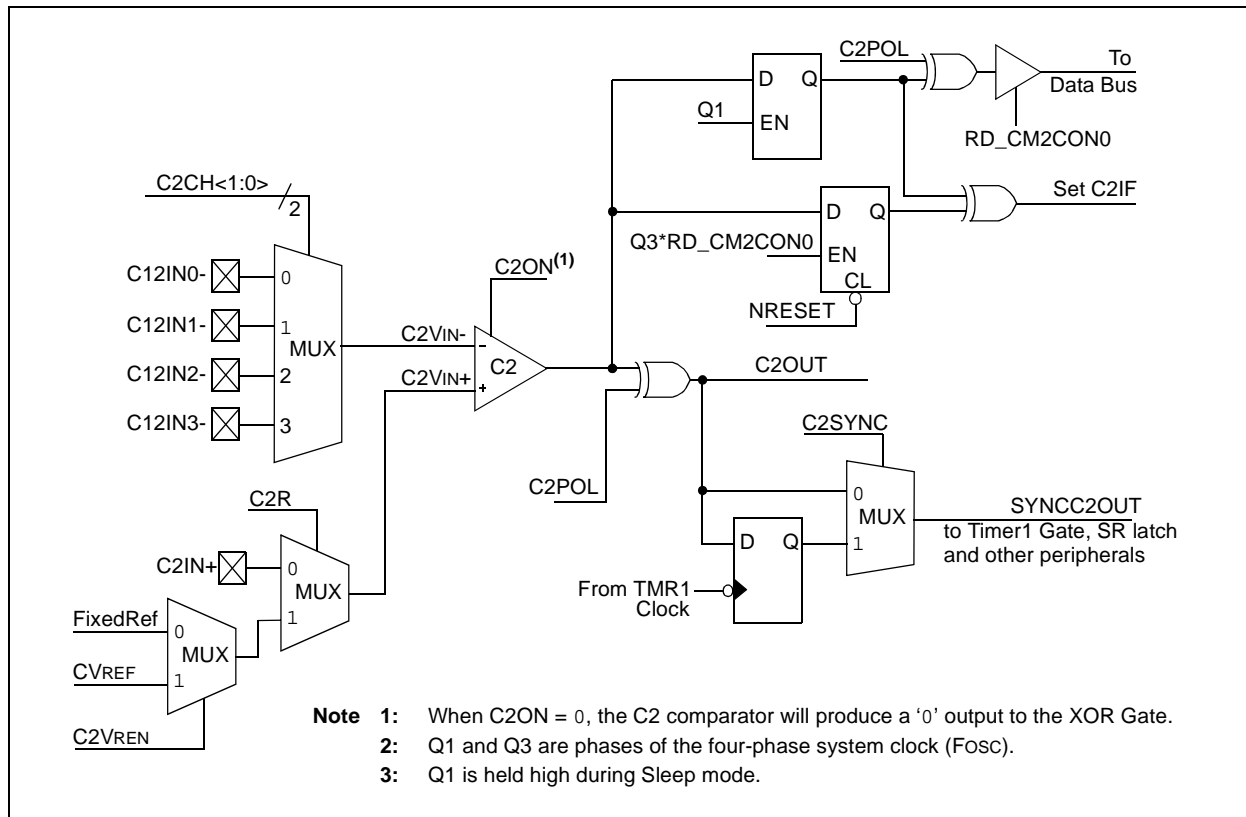 C2POL
To
Data Bus
D Q
Q1
EN
RD_CM2CON0
C2CH<1:0>
2
Set C2IF
D Q
Q3*RD_CM2CON0
EN
CL
NRESET
C12IN0-
0
C2ON(1)
C12IN1-
1
MUX
C2VIN-
-
C2
C12IN2-
2
C2VIN+
+
C2OUT
C12IN3-
3
C2SYNC
C2POL
0
MUX
SYNCC2OUT
to Timer1 Gate, SR latch
and other peripherals
1
D Q
From TMR1
Clock
C2R
C2IN+
0
MUX
1
FixedRef
0
MUX
CVREF
1
C2VREN
Note 1: When C2ON = 0, the C2 comparator will produce a ‘0’ output to the XOR Gate.
2: Q1 and Q3 are phases of the four-phase system clock (FOSC).
3: Q1 is held high during Sleep mode.